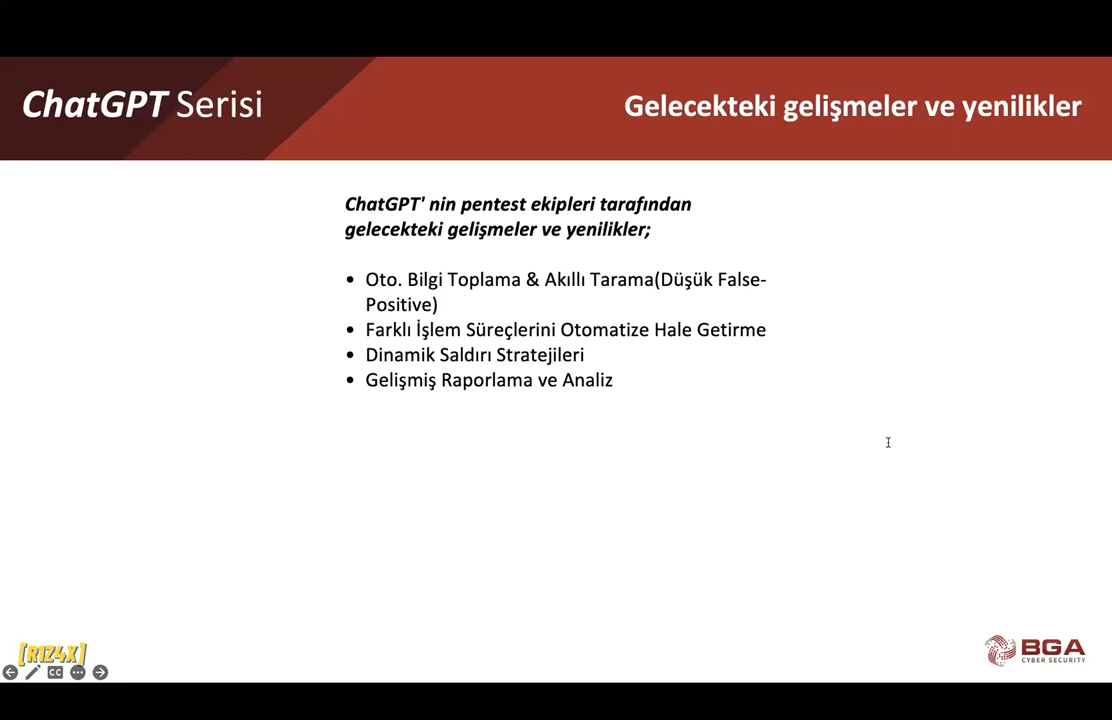 ChatGPT Serisi
Gelecekteki gelişmeler ve yenilikler
ChatGPT' nin pentest ekipleri tarafından
gelecekteki gelişmeler ve yenilikler;
• Oto. Bilgi Toplama & Akıllı Tarama(Düşük False-
Positive)
• Farklı İşlem Süreçlerini Otomatize Hale Getirme
• Dinamik Saldırı Stratejileri
• Gelişmiş Raporlama ve Analiz
[R1Z4X]
CC
BGA
CYBER SECURITY